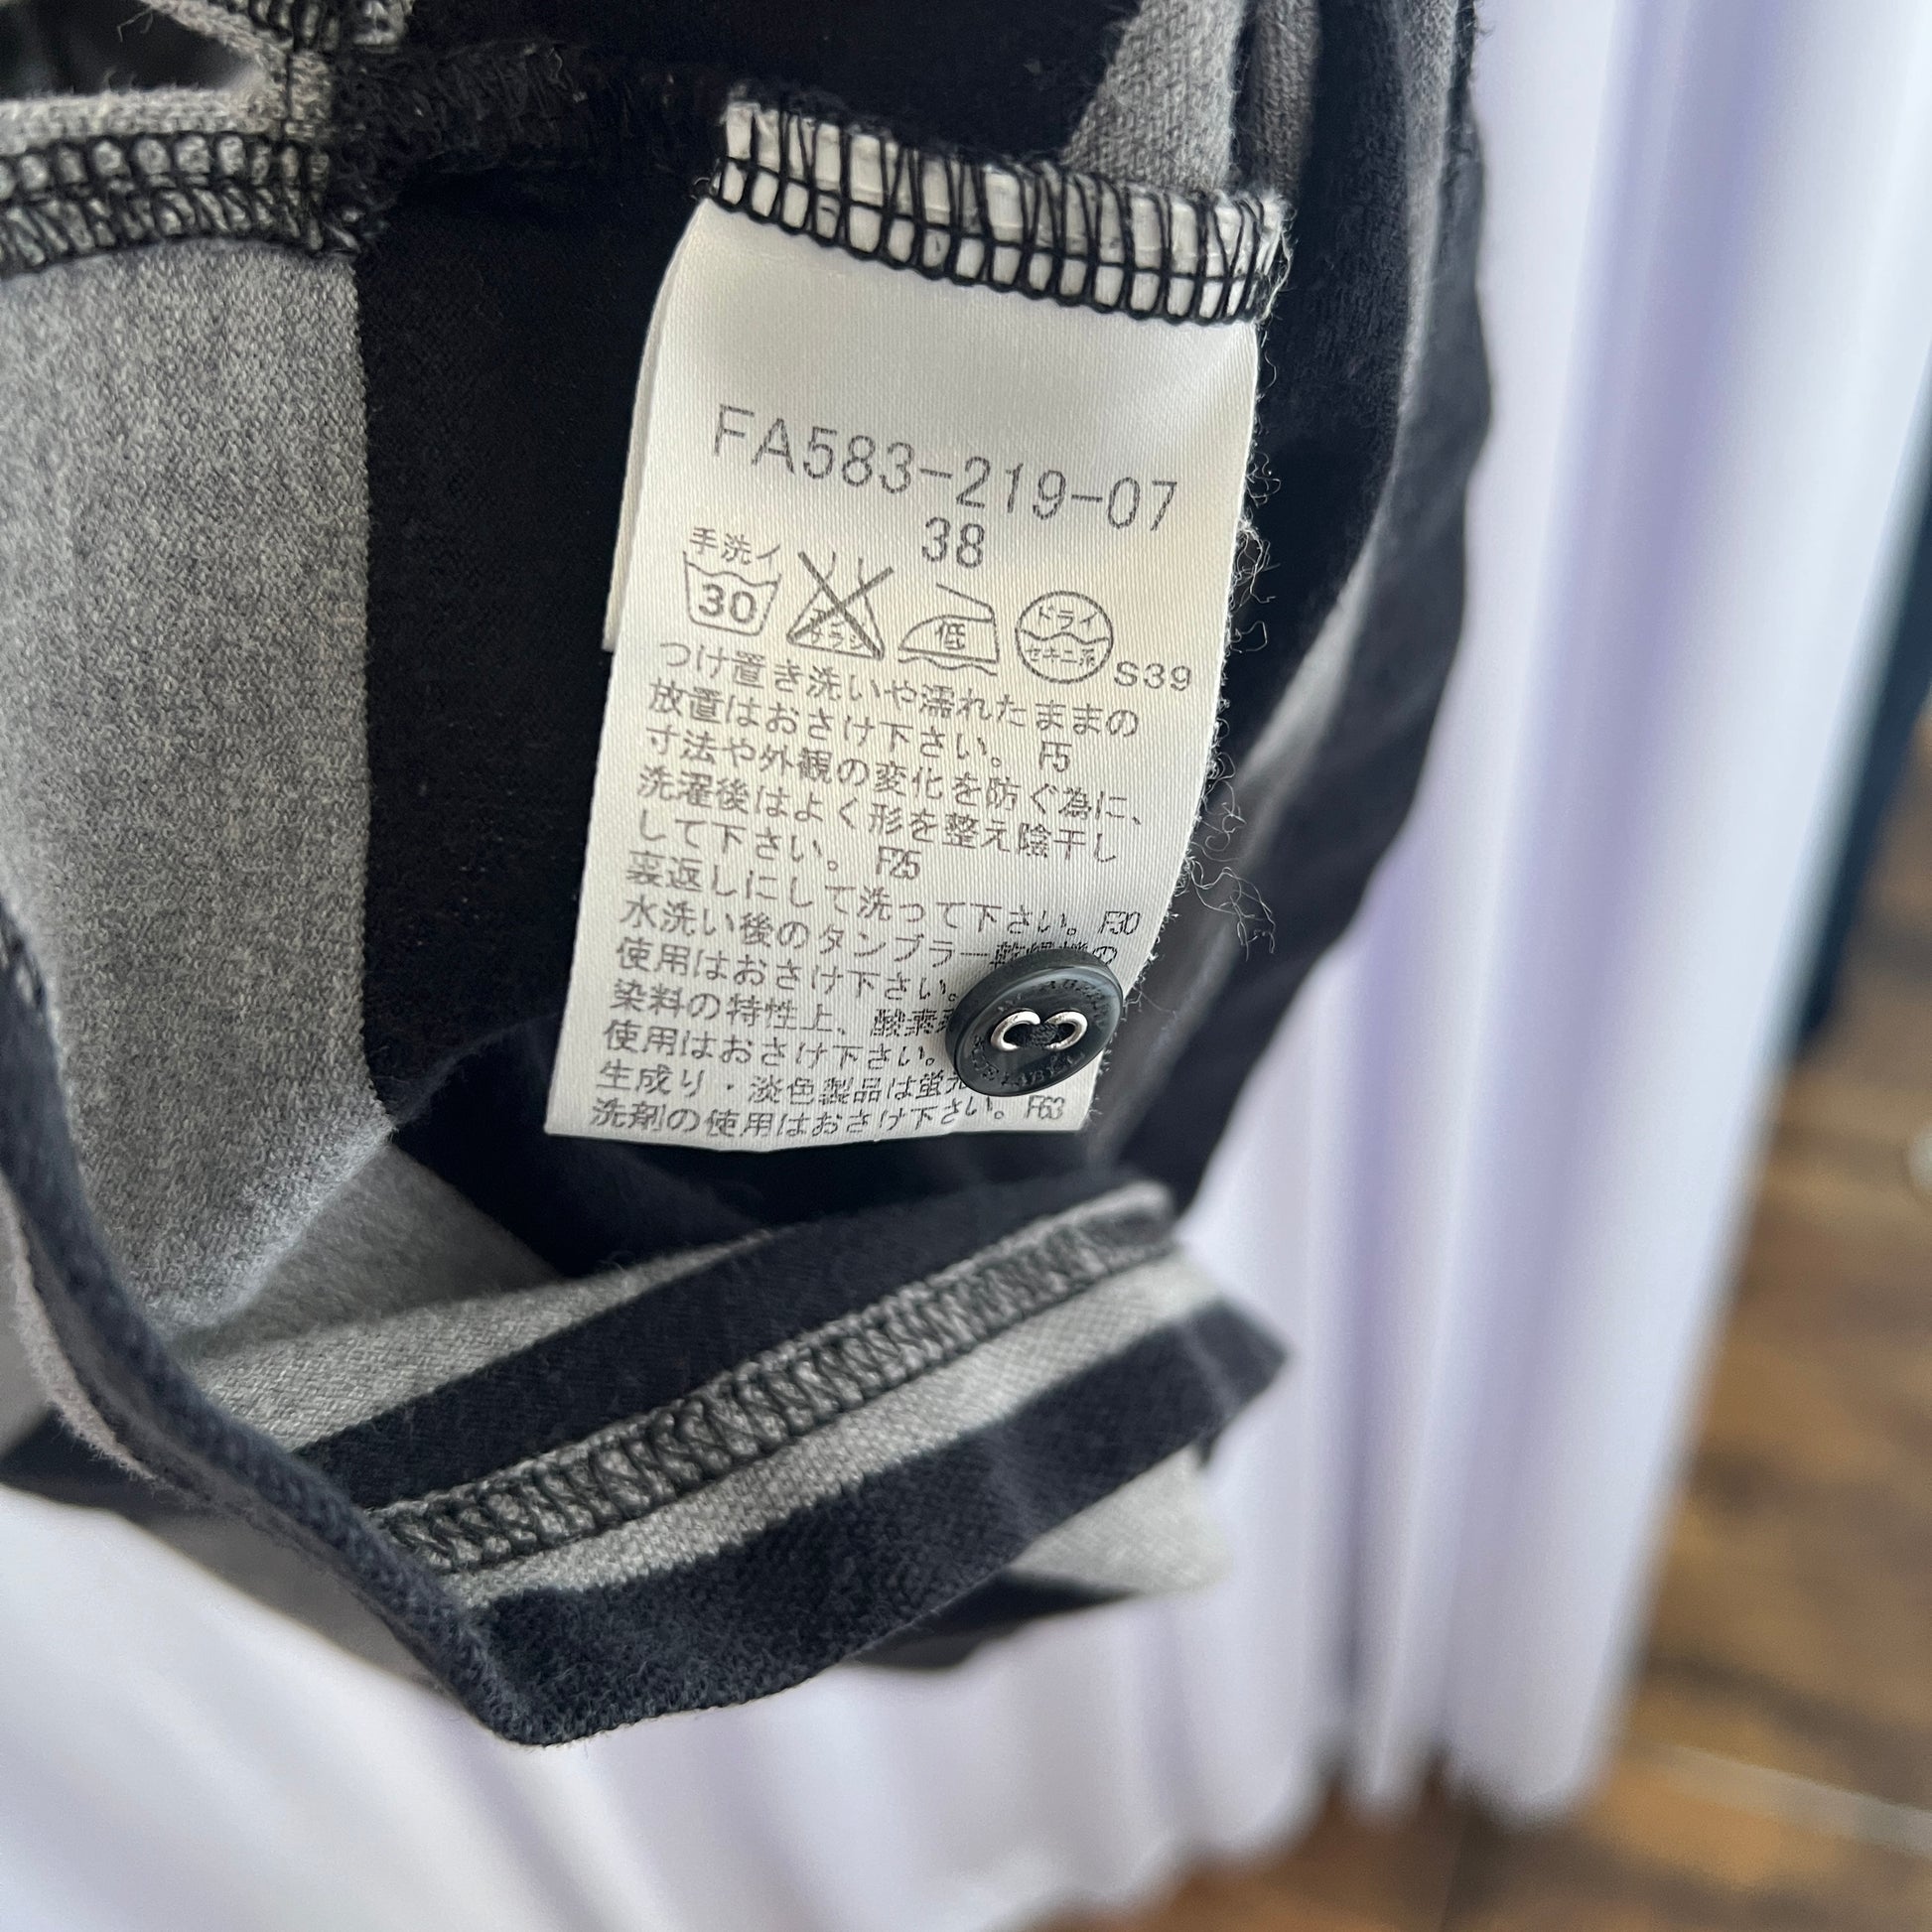 FA583-219-07
38
手洗イ
30
低
ドライ
セキユ系
S39
つけ置き洗いや濡れたままの
放置はおさけ下さい。 F5
寸法や外観の変化を防ぐ為に、
洗濯後はよく形を整え陰干し
して下さい。 F25
裏返しにして洗って下さい。 F30
水洗い後のタンブラー乾燥機の
使用はおさけ下さい。
染料の特性上、酸素系
使用はおさけ下さい。
生成り・淡色製品は蛍光
洗剤の使用はおさけ下さい。 F63